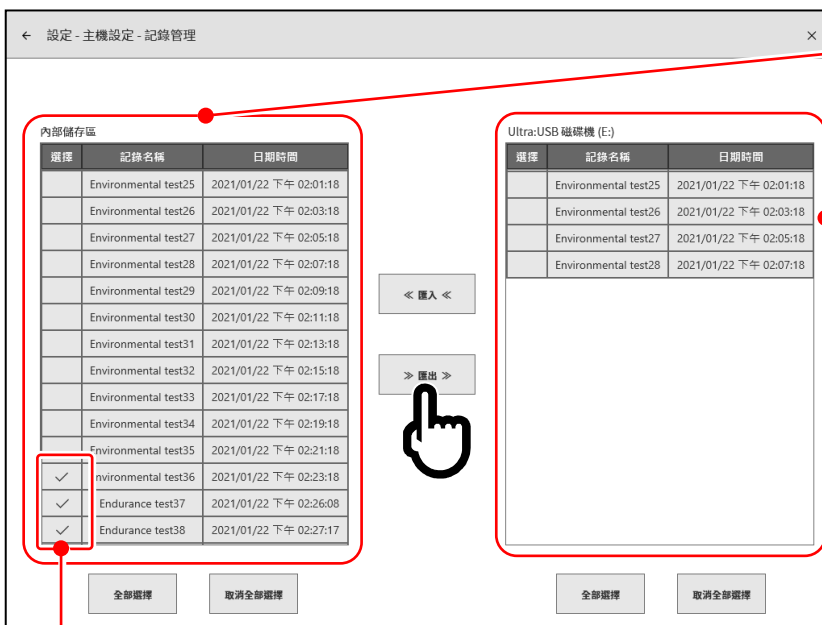 ← 設定 - 主機設定 - 記錄管理 ×
內部儲存區
選擇 記錄名稱 日期時間
Environmental test25 2021/01/22 下午 02:01:18
Environmental test26 2021/01/22 下午 02:03:18
Environmental test27 2021/01/22 下午 02:05:18
Environmental test28 2021/01/22 下午 02:07:18
Environmental test29 2021/01/22 下午 02:09:18
Environmental test30 2021/01/22 下午 02:11:18
Environmental test31 2021/01/22 下午 02:13:18
Environmental test32 2021/01/22 下午 02:15:18
Environmental test33 2021/01/22 下午 02:17:18
Environmental test34 2021/01/22 下午 02:19:18
Environmental test35 2021/01/22 下午 02:21:18
✓ nvironmental test36 2021/01/22 下午 02:23:18
✓ Endurance test37 2021/01/22 下午 02:26:08
✓ Endurance test38 2021/01/22 下午 02:27:17
全部選擇 取消全部選擇
≪ 匯入 ≪
≫ 匯出 ≫
Ultra:USB 磁碟機 (E:)
選擇 記錄名稱 日期時間
Environmental test25 2021/01/22 下午 02:01:18
Environmental test26 2021/01/22 下午 02:03:18
Environmental test27 2021/01/22 下午 02:05:18
Environmental test28 2021/01/22 下午 02:07:18
全部選擇 取消全部選擇